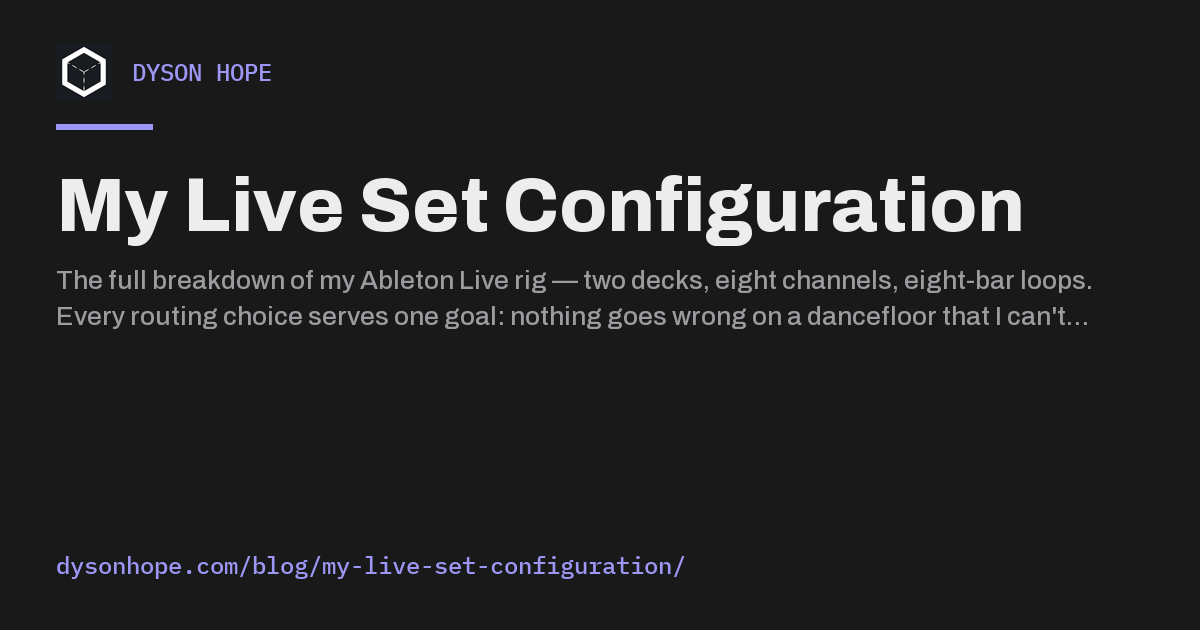 DYSON HOPE
My Live Set Configuration
The full breakdown of my Ableton Live rig — two decks, eight channels, eight-bar loops.
Every routing choice serves one goal: nothing goes wrong on a dancefloor that I can't...
dysonhope.com/blog/my-live-set-configuration/